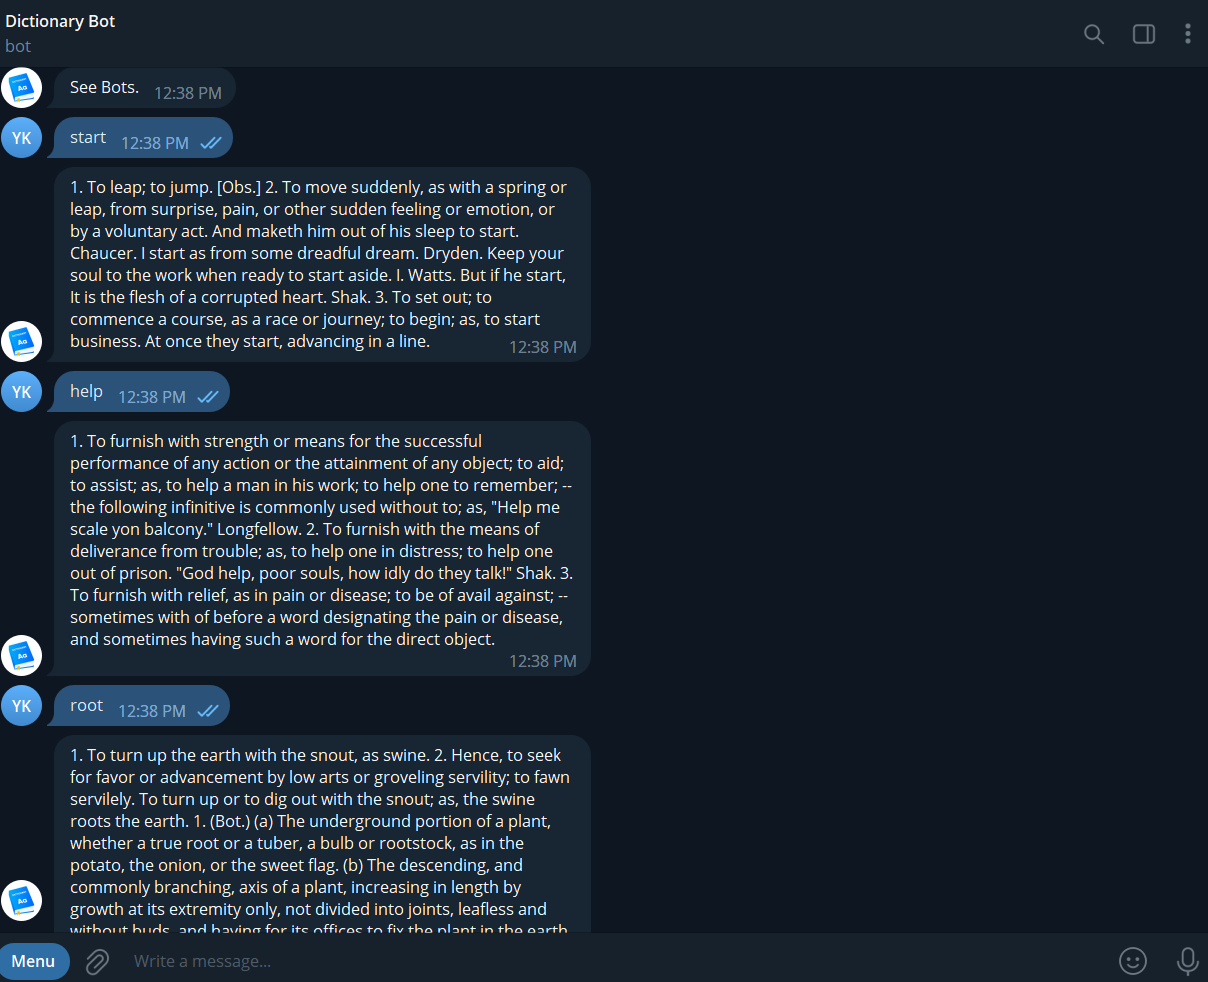 Dictionary Bot
bot
See Bots. 12:38 PM
YK
start 12:38 PM
1. To leap; to jump. [Obs.] 2. To move suddenly, as with a spring or
leap, from surprise, pain, or other sudden feeling or emotion, or
by a voluntary act. And maketh him out of his sleep to start.
Chaucer. I start as from some dreadful dream. Dryden. Keep your
soul to the work when ready to start aside. I. Watts. But if he start,
It is the flesh of a corrupted heart. Shak. 3. To set out; to
commence a course, as a race or journey; to begin; as, to start
business. At once they start, advancing in a line. 12:38 PM
YK
help 12:38 PM
1. To furnish with strength or means for the successful
performance of any action or the attainment of any object; to aid;
to assist; as, to help a man in his work; to help one to remember; --
the following infinitive is commonly used without to; as, "Help me
scale yon balcony." Longfellow. 2. To furnish with the means of
deliverance from trouble; as, to help one in distress; to help one
out of prison. "God help, poor souls, how idly do they talk!" Shak. 3.
To furnish with relief, as in pain or disease; to be of avail against; --
sometimes with of before a word designating the pain or disease,
and sometimes having such a word for the direct object.
12:38 PM
YK
root 12:38 PM
1. To turn up the earth with the snout, as swine. 2. Hence, to seek
for favor or advancement by low arts or groveling servility; to fawn
servilely. To turn up or to dig out with the snout; as, the swine
roots the earth. 1. (Bot.) (a) The underground portion of a plant,
whether a true root or a tuber, a bulb or rootstock, as in the
potato, the onion, or the sweet flag. (b) The descending, and
commonly branching, axis of a plant, increasing in length by
growth at its extremity only, not divided into joints, leafless and
without buds, and having for its offices to fix the plant in the earth
Menu
Write a message...